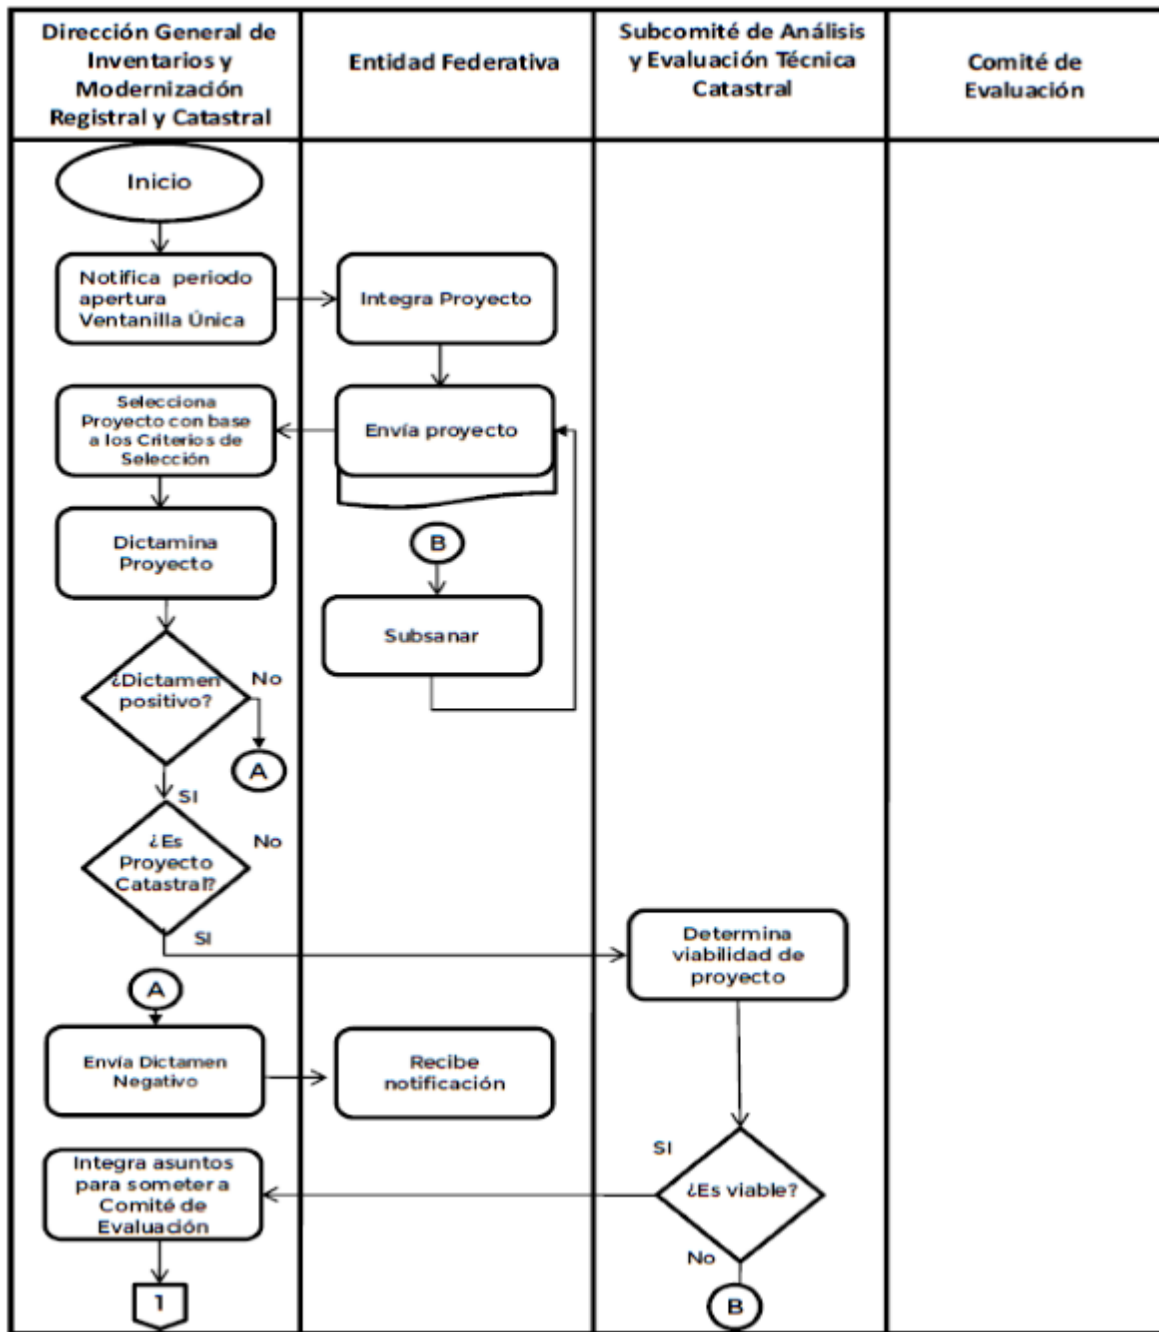 Dirección General de
Inventarios y
Modernización
Registral y Catastral
Entidad Federativa
Subcomité de Análisis
y Evaluación Técnica
Catastral
Comité de
Evaluación
Inicio
Notifica periodo
apertura
Ventanilla Única
Integra Proyecto
Selecciona
Proyecto con base
a los Criterios de
Selección
Envía proyecto
Dictamina
Proyecto
B
Subsanar
¿Dictamen
positivo?
No
A
SI
¿Es
Proyecto
Catastral?
No
SI
Determina
viabilidad de
proyecto
A
Envía Dictamen
Negativo
Recibe
notificación
Integra asuntos
para someter a
Comité de
Evaluación
SI
¿Es viable?
No
1
B